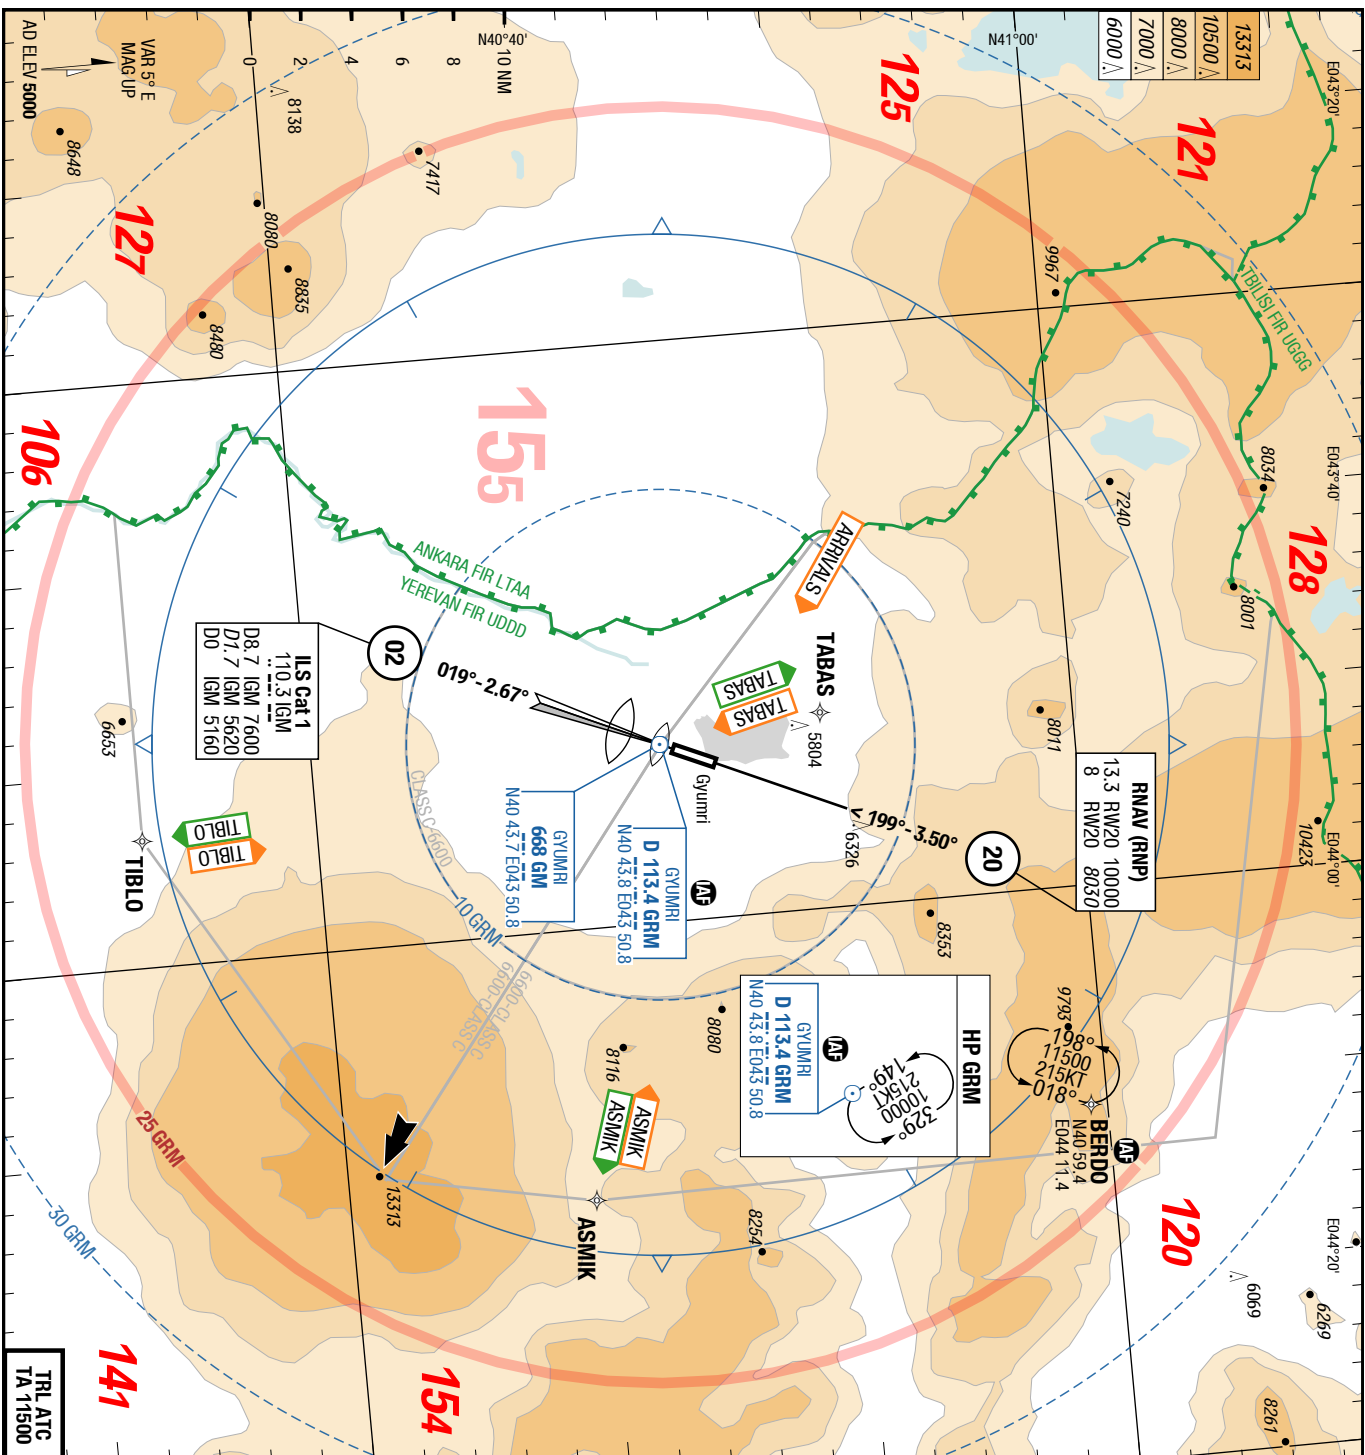 13313
10500
8000
7000
6000
E043°20'
E043°40'
E044°00'
E044°20'
N41°00'
N40°40'
10 NM
8
6
4
2
0
VAR 5° E
MAG UP
AD ELEV 5000
TBILISI FIR UGGG
ANKARA FIR LTAA
YEREVAN FIR UDDD
121
125
127
106
128
120
154
141
155
9967
8034
8001
7240
8011
10423
8353
9793
8080
8116
8254
6069
6269
8261
13313
6653
8138
8648
7417
8080
8835
8480
5804
6326
ARRIVALS
TABAS
TABAS
TABAS
Gyumri
< 199°-3.50°
20
RNAV (RNP)
13.3 RW20 10000
8 RW20 8030
019°-2.67°
02
ILS Cat 1
110.3 IGM
D8.7 IGM 7600
D1.7 IGM 5620
D0 IGM 5160
IAF
GYUMRI
D 113.4 GRM
N40 43.8 E043 50.8
GYUMRI
668 GM
N40 43.7 E043 50.8
HP GRM
329°
10000
215KT
149°
IAF
GYUMRI
D 113.4 GRM
N40 43.8 E043 50.8
198°
11500
215KT
018°
IAF
BERDO
N40 59.4
E044 11.4
ASMIK
ASMIK
ASMIK
TIBLO
TIBLO
TIBLO
CLASS C-6600
6600-CLASS C
6600-CLASS C
10 GRM
25 GRM
30 GRM
TRL ATC
TA 11500